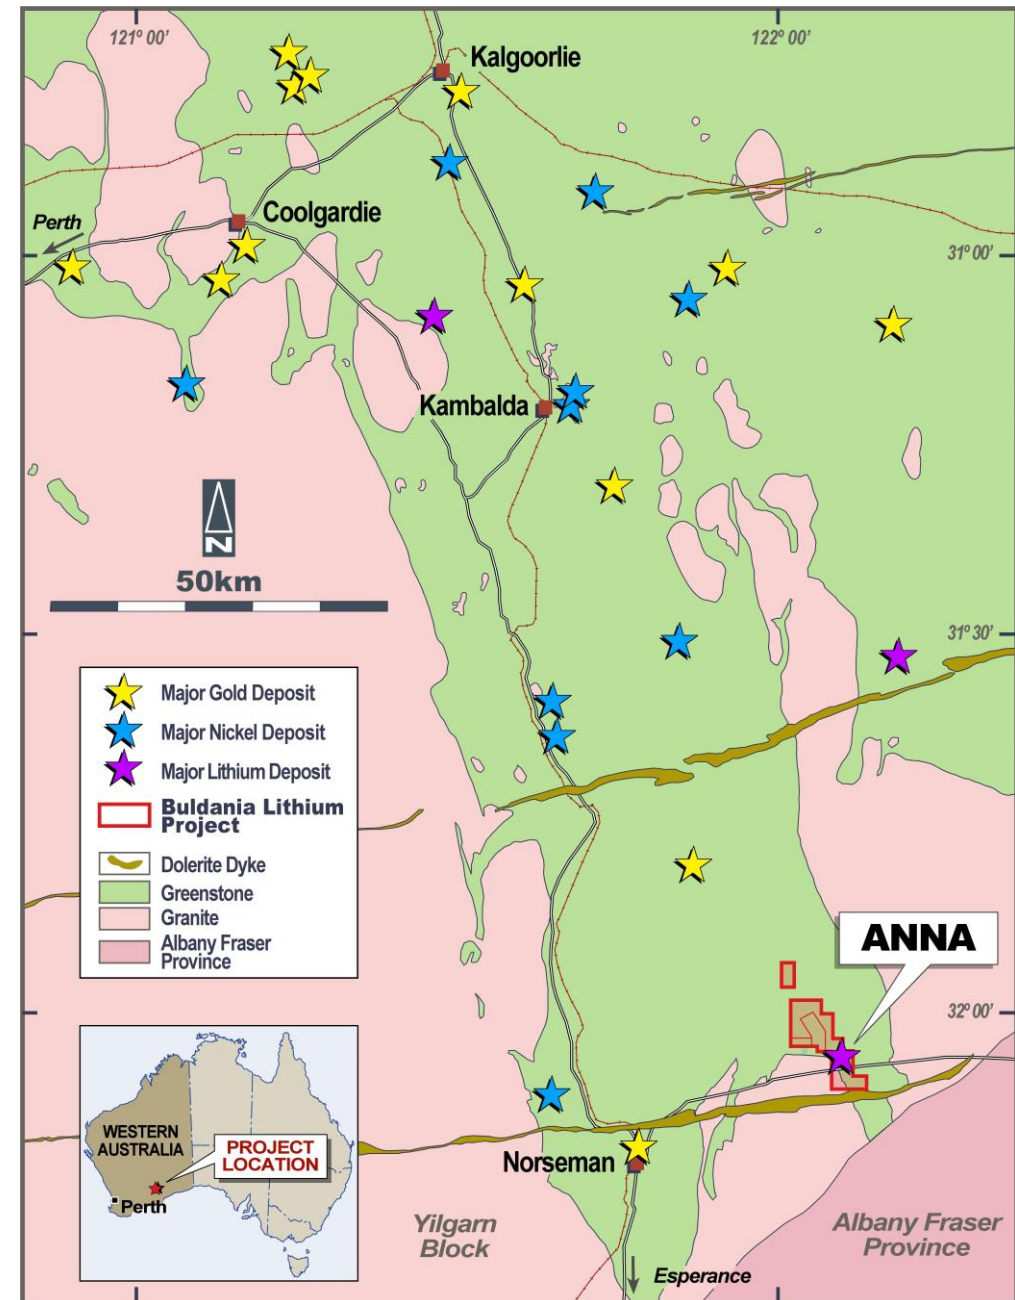 121° 00'
122° 00'
Kalgoorlie
Coolgardie
Perth
31° 00'
Kambalda
N
50km
31° 30'
Major Gold Deposit
Major Nickel Deposit
Major Lithium Deposit
Buldania Lithium
Project
Dolerite Dyke
Greenstone
Granite
Albany Fraser
Province
ANNA
32° 00'
WESTERN
AUSTRALIA
PROJECT
LOCATION
Perth
Norseman
Yilgarn
Block
Albany Fraser
Province
Esperance